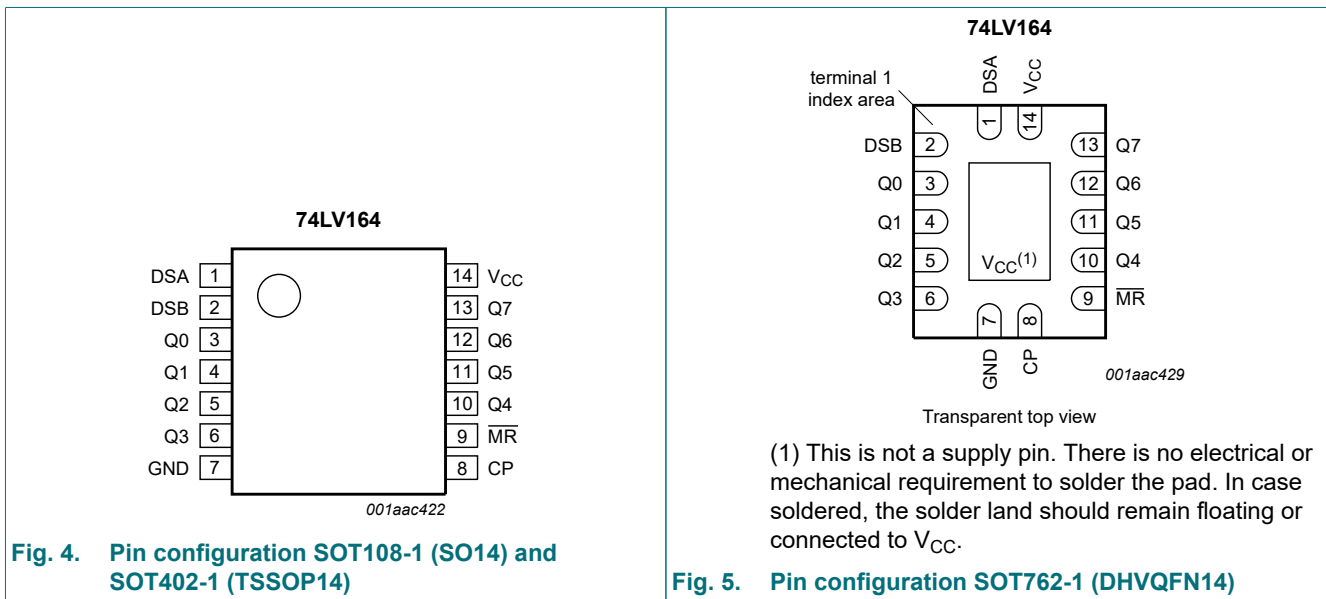 74LV164
DSA 1
DSB 2
Q0 3
Q1 4
Q2 5
Q3 6
GND 7
14 VCC
13 Q7
12 Q6
11 Q5
10 Q4
9 MR
8 CP
001aac422
Fig. 4. Pin configuration SOT108-1 (SO14) and
SOT402-1 (TSSOP14)
74LV164
terminal 1
index area
DSA
VCC
1
14
DSB 2
Q0 3
Q1 4
Q2 5
Q3 6
13 Q7
12 Q6
11 Q5
10 Q4
9 MR
VCC(1)
7
8
GND
CP
001aac429
Transparent top view
(1) This is not a supply pin. There is no electrical or
mechanical requirement to solder the pad. In case
soldered, the solder land should remain floating or
connected to VCC.
Fig. 5. Pin configuration SOT762-1 (DHVQFN14)